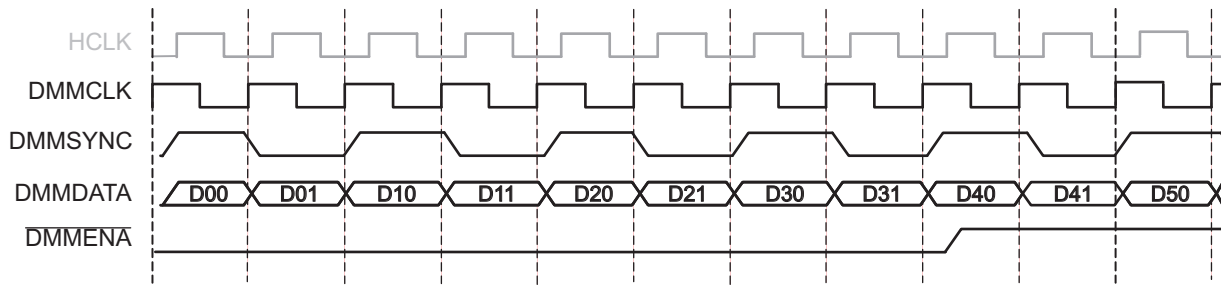 HCLK
DMMCLK
DMMSYNC
DMMDATA D00 D01 D10 D11 D20 D21 D30 D31 D40 D41 D50
DMMENA